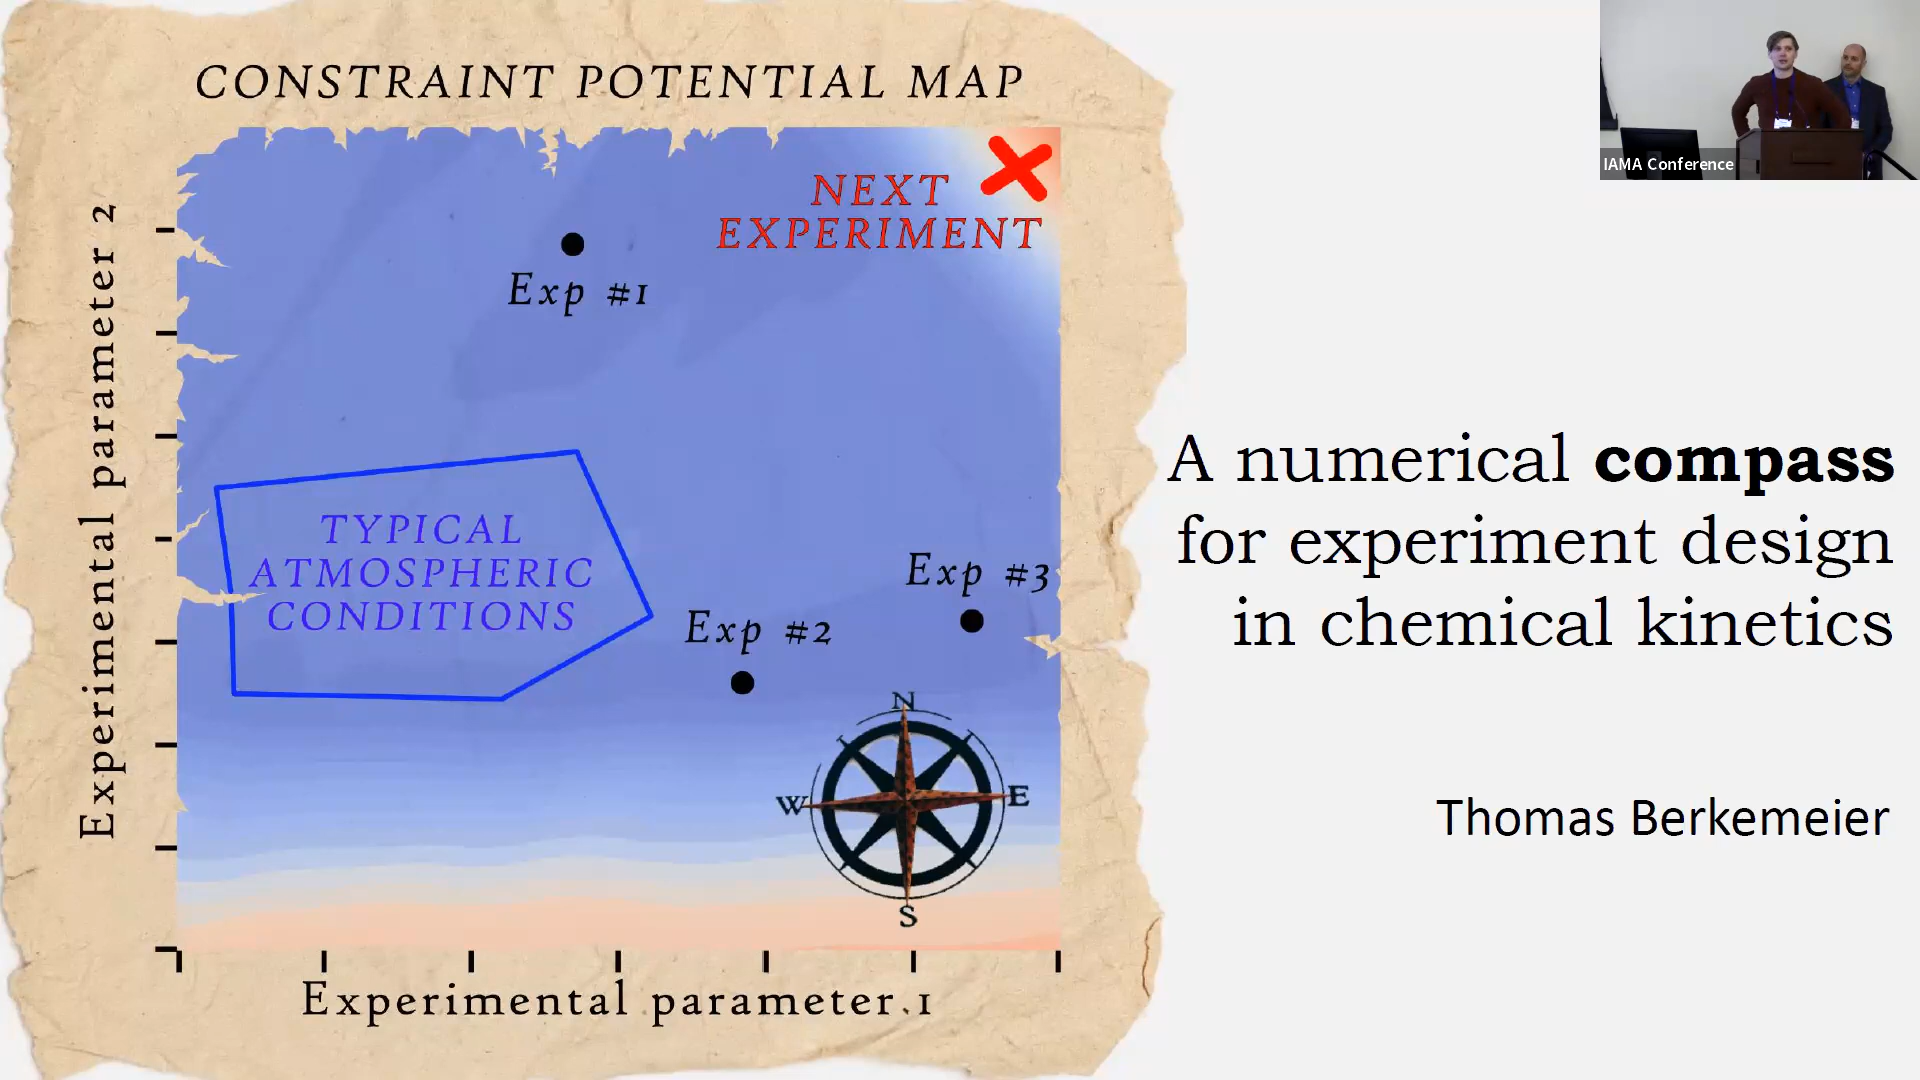 CONSTRAINT POTENTIAL MAP
IAMA Conference
NEXT
EXPERIMENT
Exp #1
Experimental parameter 2
TYPICAL
ATMOSPHERIC
CONDITIONS
Exp #3
Exp #2
N
W
E
S
Experimental parameter 1
A numerical compass
for experiment design
in chemical kinetics
Thomas Berkemeier